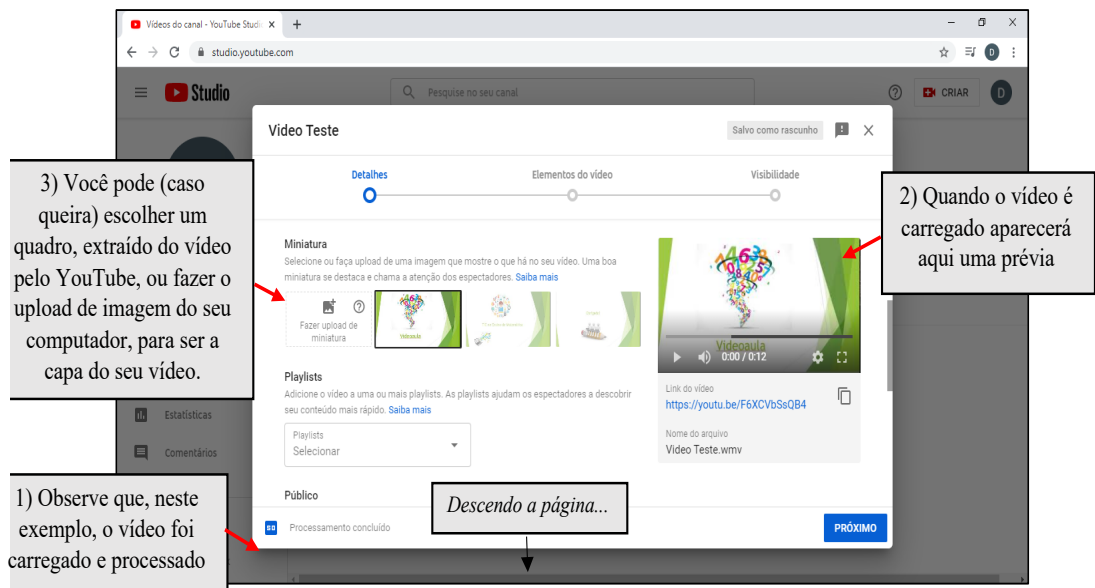 Vídeos do canal - YouTube Studi
studio.youtube.com
D
Studio
Pesquise no seu canal
CRIAR
D
Video Teste
Salvo como rascunho
Detalhes
Elementos do vídeo
Visibilidade
3) Você pode (caso
queira) escolher um
quadro, extraído do vídeo
pelo YouTube, ou fazer o
upload de imagem do seu
computador, para ser a
capa do seu vídeo.
2) Quando o vídeo é
carregado aparecerá
aqui uma prévia
Miniatura
Selecione ou faça upload de uma imagem que mostre o que há no seu vídeo. Uma boa
miniatura se destaca e chama a atenção dos espectadores. Saiba mais
Fazer upload de
miniatura
Videoaula
Videoaula
0:00 / 0:12
Playlists
Adicione o vídeo a uma ou mais playlists. As playlists ajudam os espectadores a descobrir
seu conteúdo mais rápido. Saiba mais
Playlists
Selecionar
Link do vídeo
https://youtu.be/F6XCVbSsQB4
Nome do arquivo
Video Teste.wmv
Estatísticas
Comentários
Público
1) Observe que, neste
exemplo, o vídeo foi
carregado e processado
Descendo a página...
SD
Processamento concluído
PRÓXIMO